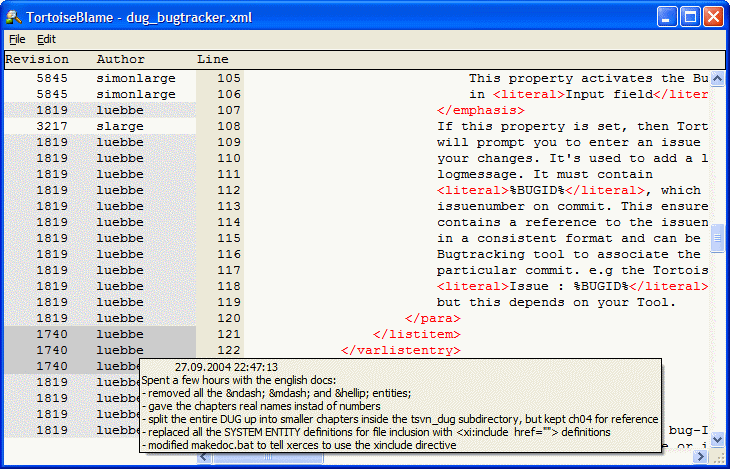 TortoiseBlame - dug_bugtracker.xml
File Edit
Revision Author Line
5845 simonlarge 105 This property activates the Bu
5845 simonlarge 106 in <literal>Input field</liter
1819 luebbe 107 </emphasis>
3217 slarge 108 If this property is set, then Tort
1819 luebbe 109 will prompt you to enter an issue
1819 luebbe 110 your changes. It's used to add a l
1819 luebbe 111 logmessage. It must contain
1819 luebbe 112 <literal>%BUGID%</literal>, which
1819 luebbe 113 issuenumber on commit. This ensure
1819 luebbe 114 contains a reference to the issuen
1819 luebbe 115 in a consistent format and can be
1819 luebbe 116 Bugtracking tool to associate the
1819 luebbe 117 particular commit. e.g the Tortois
1819 luebbe 118 <literal>Issue : %BUGID%</literal>
1819 luebbe 119 but this depends on your Tool.
1819 luebbe 120 </para>
1740 luebbe 121 </listitem>
1740 luebbe 122 </varlistentry>
1740 luebbe
27.09.2004 22:47:13
1819 luebbe
Spent a few hours with the english docs:
- removed all the &ndash; &mdash; and &hellip; entities;
1819 luebbe
- gave the chapters real names instad of numbers
1819 luebbe
- split the entire DUG up into smaller chapters inside the tsvn_dug subdirectory, but kept ch04 for reference
1819 luebbe bug-I
- replaced all the SYSTEM ENTITY definitions for file inclusion with <xi:include href=""> definitions
- modified makedoc.bat to tell xerces to use the xinclude directive